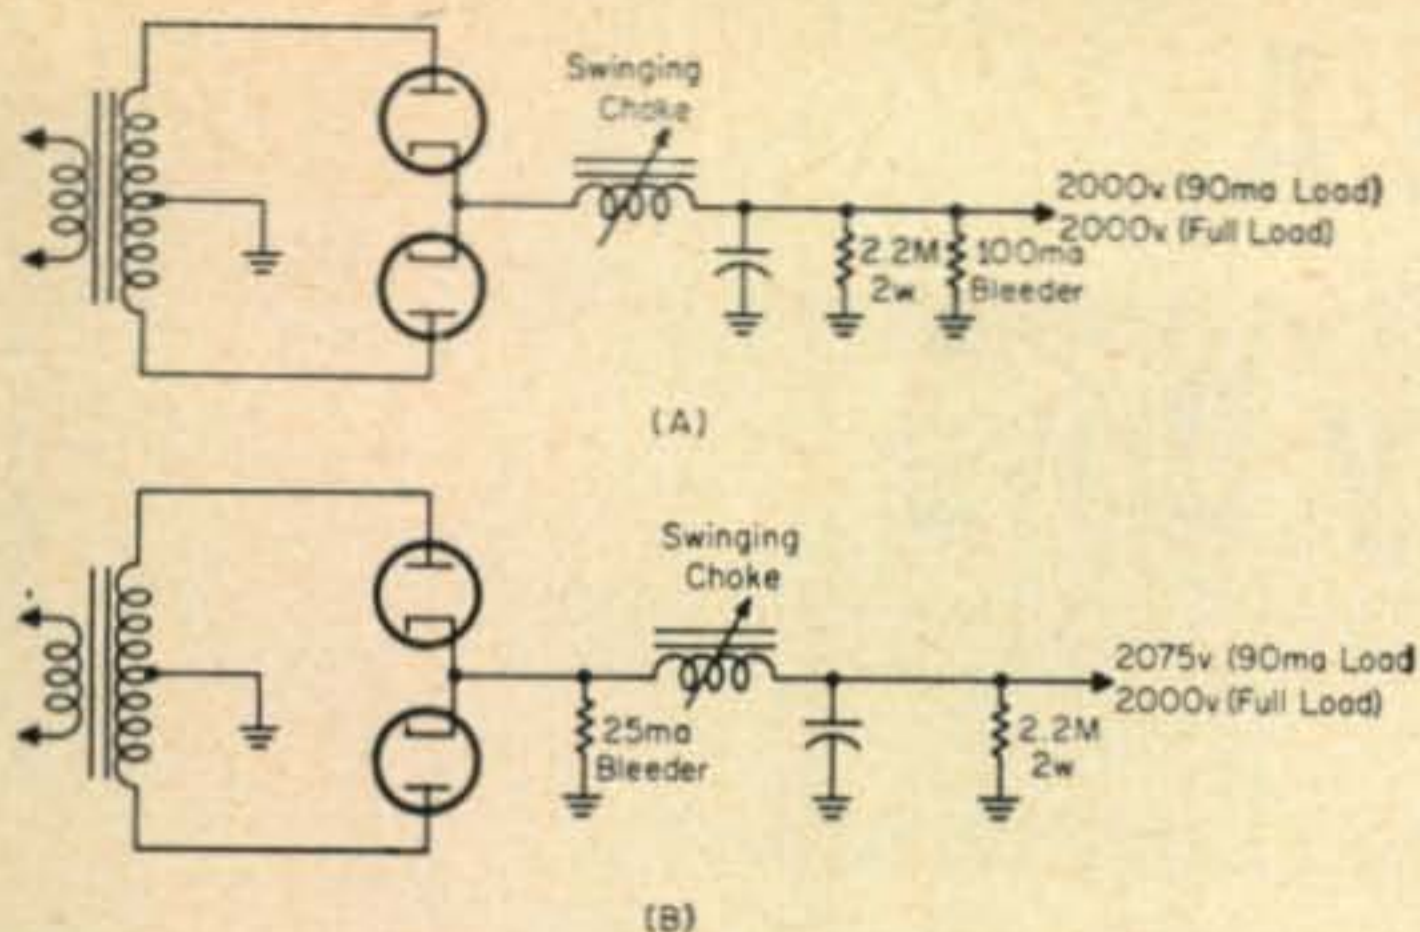 Swinging
Choke
2000v (90ma Load)
2000v (Full Load)
2.2M
2w
100ma
Bleeder
(A)
Swinging
Choke
2075v (90ma Load
2000v (Full Load)
25ma
Bleeder
2.2M
2w
(B)